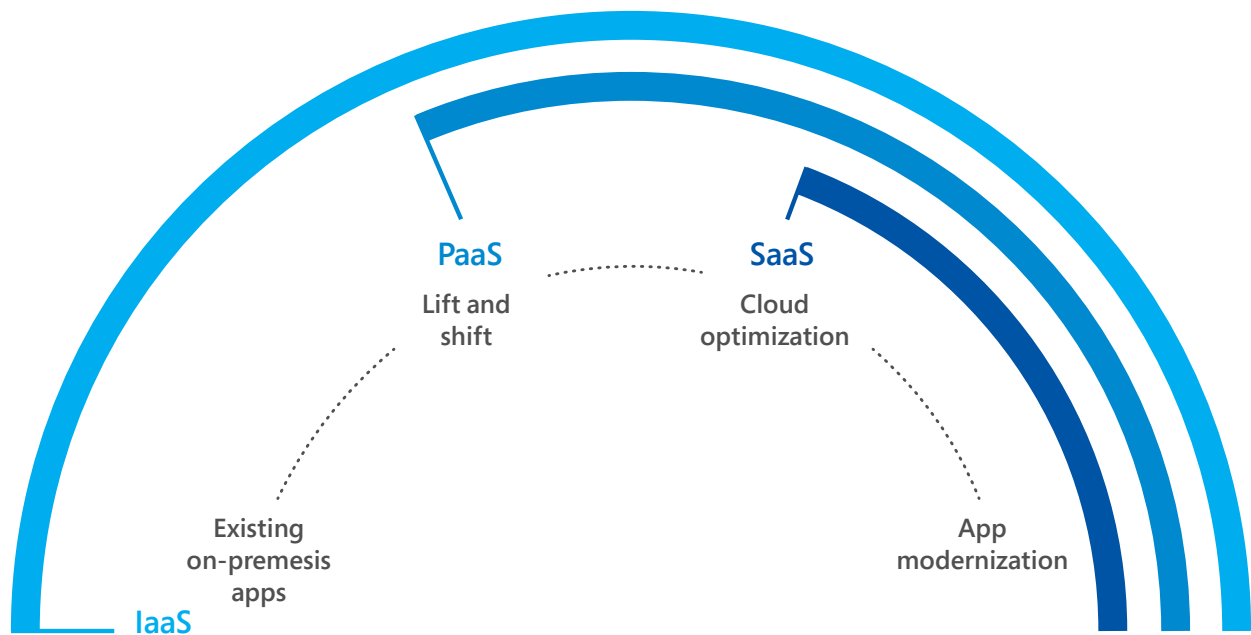 PaaS
Lift and
shift
SaaS
Cloud
optimization
Existing
on-premesis
apps
App
modernization
IaaS